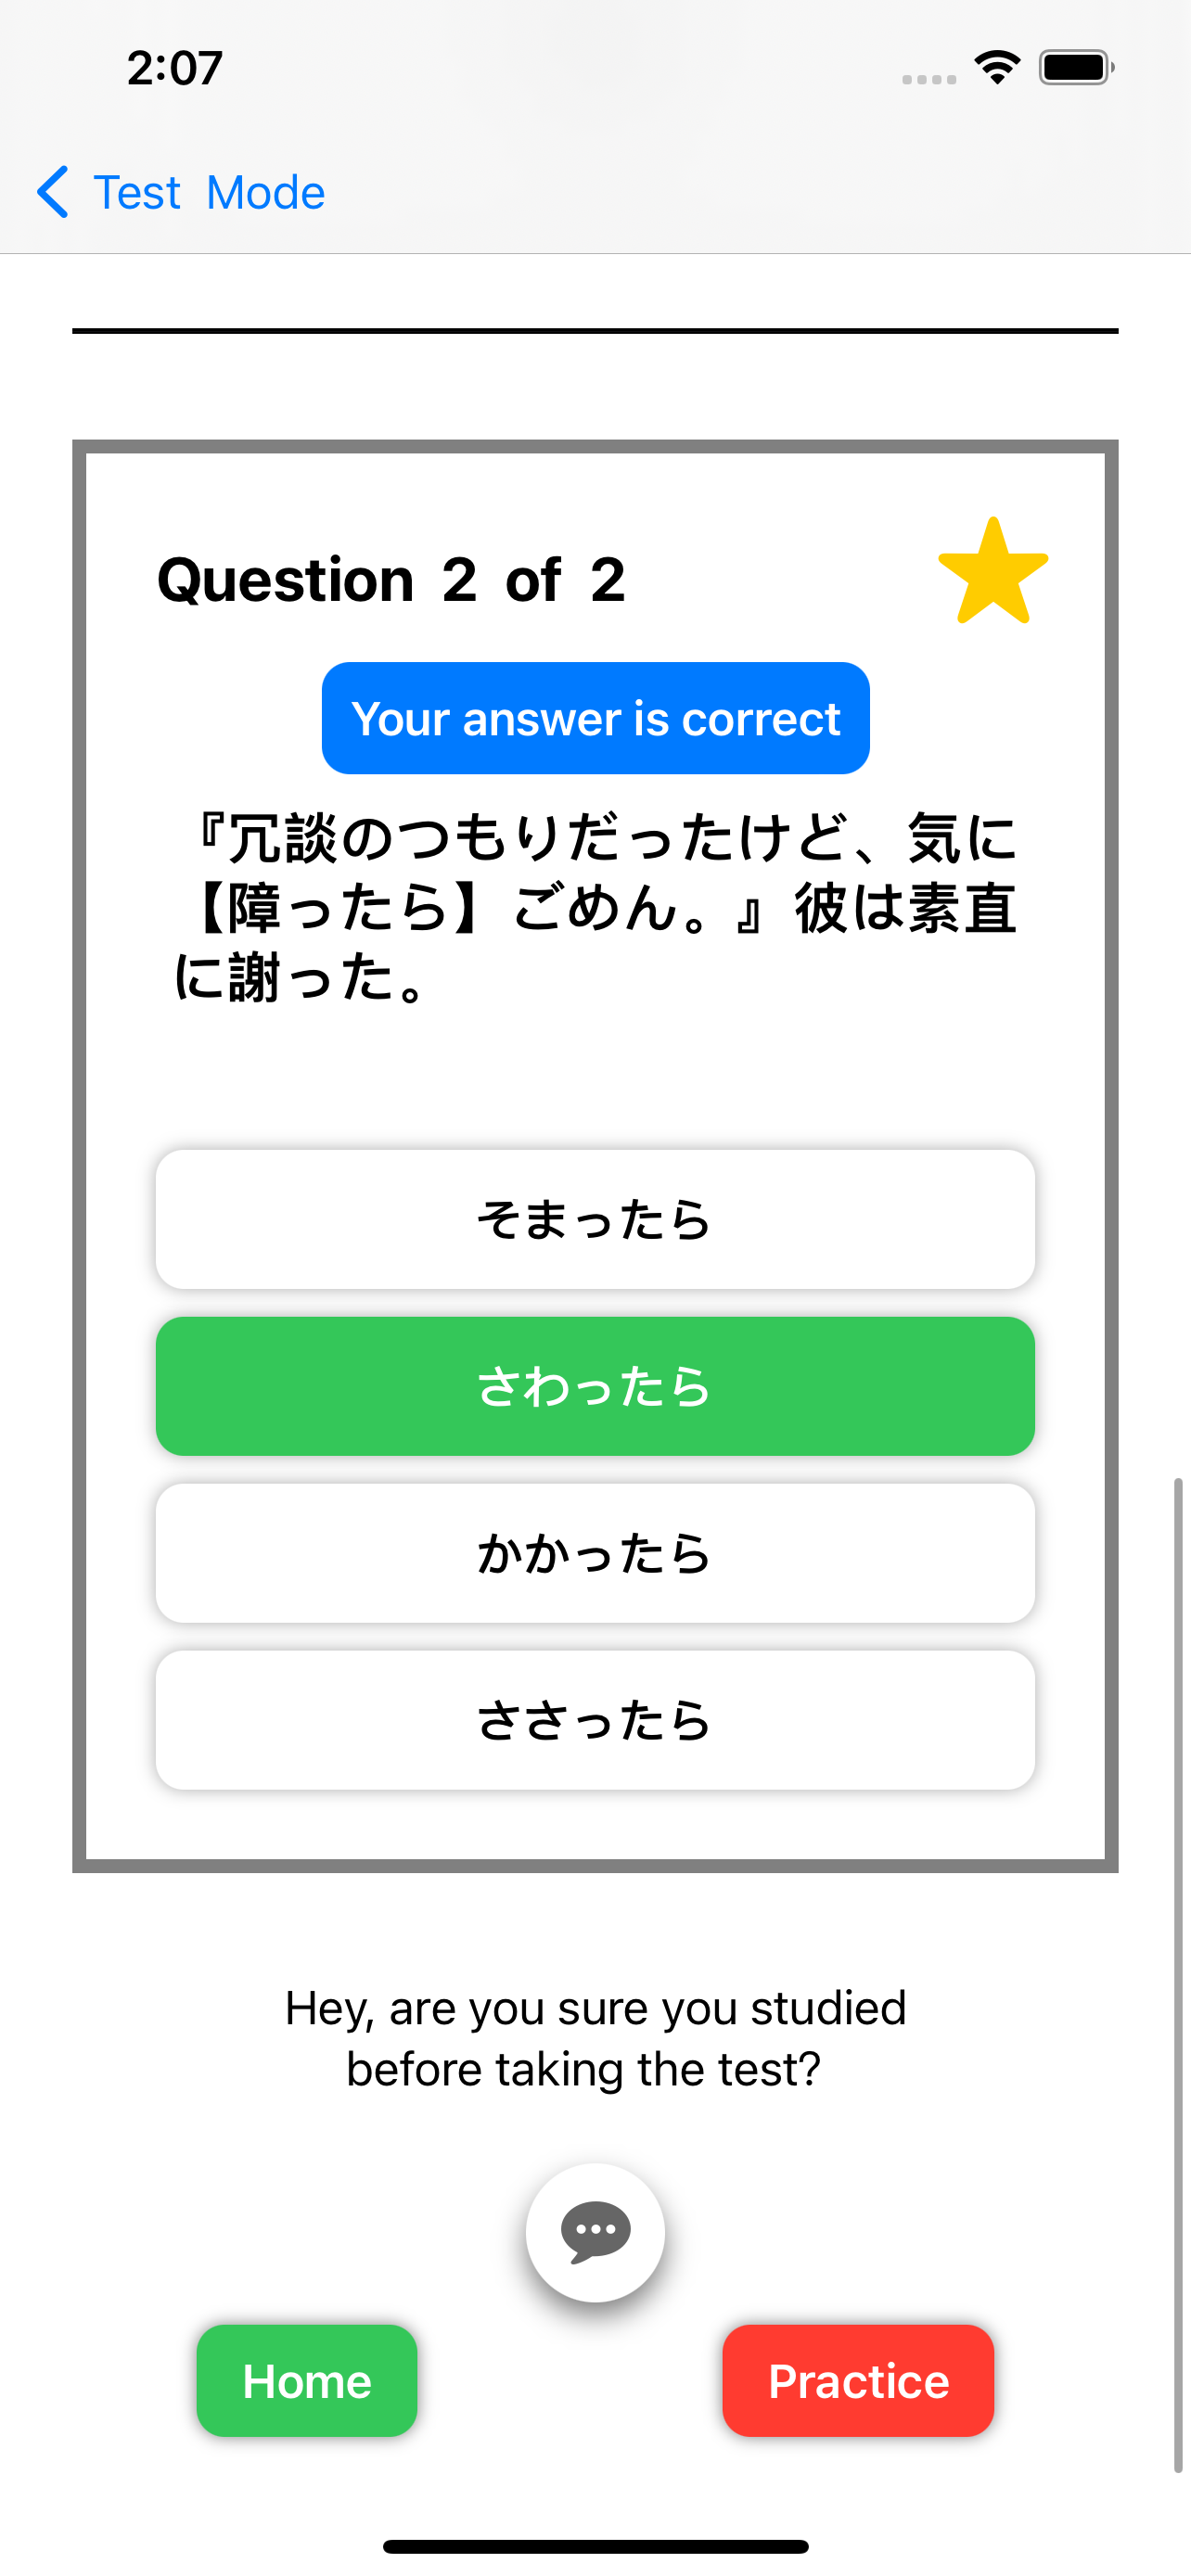 2:07
Test Mode
Question 2 of 2
Your answer is correct
『冗談のつもりだったけど、気に
【障ったら】ごめん。』彼は素直
に謝った。
そまったら
さわったら
かかったら
ささったら
Hey, are you sure you studied
before taking the test?
Home
Practice